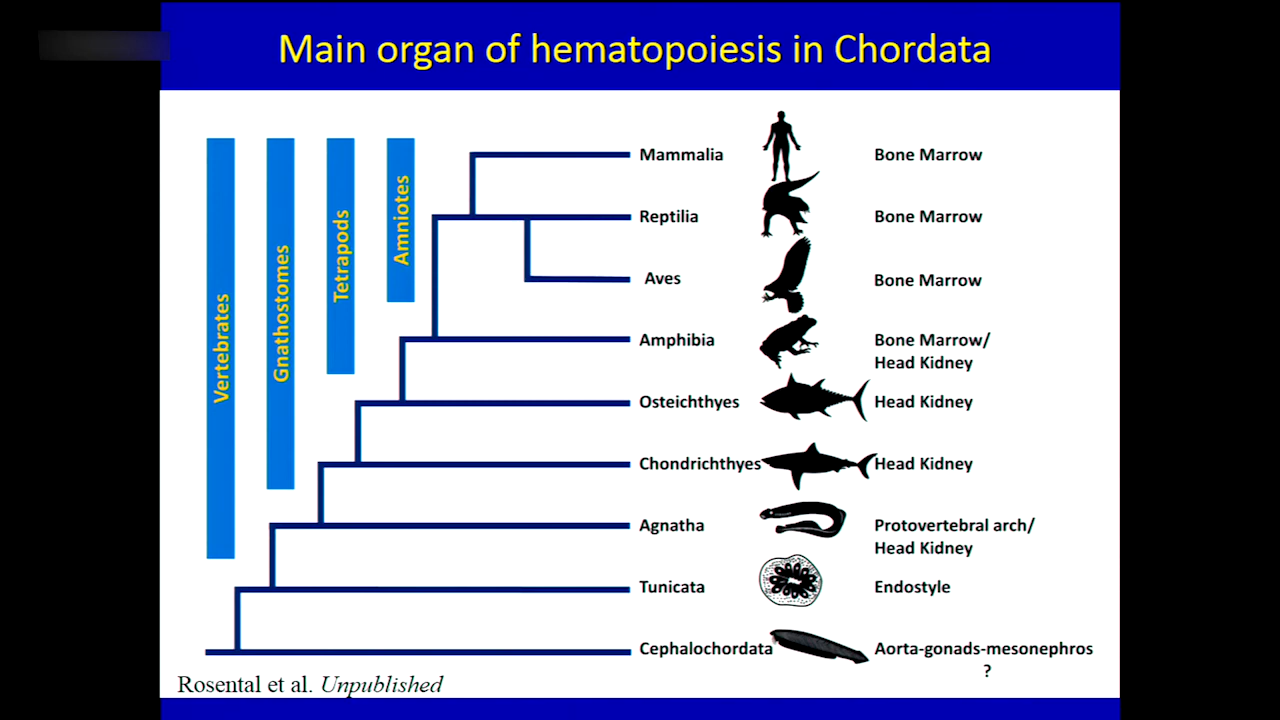 Main organ of hematopoiesis in Chordata
Vertebrates
Gnathostomes
Tetrapods
Amniotes
Mammalia
Bone Marrow
Reptilia
Bone Marrow
Aves
Bone Marrow
Amphibia
Bone Marrow/
Head Kidney
Osteichthyes
Head Kidney
Chondrichthyes
Head Kidney
Agnatha
Protovertebral arch/
Head Kidney
Tunicata
Endostyle
Cephalochordata
Aorta-gonads-mesonephros
?
Rosental et al. Unpublished